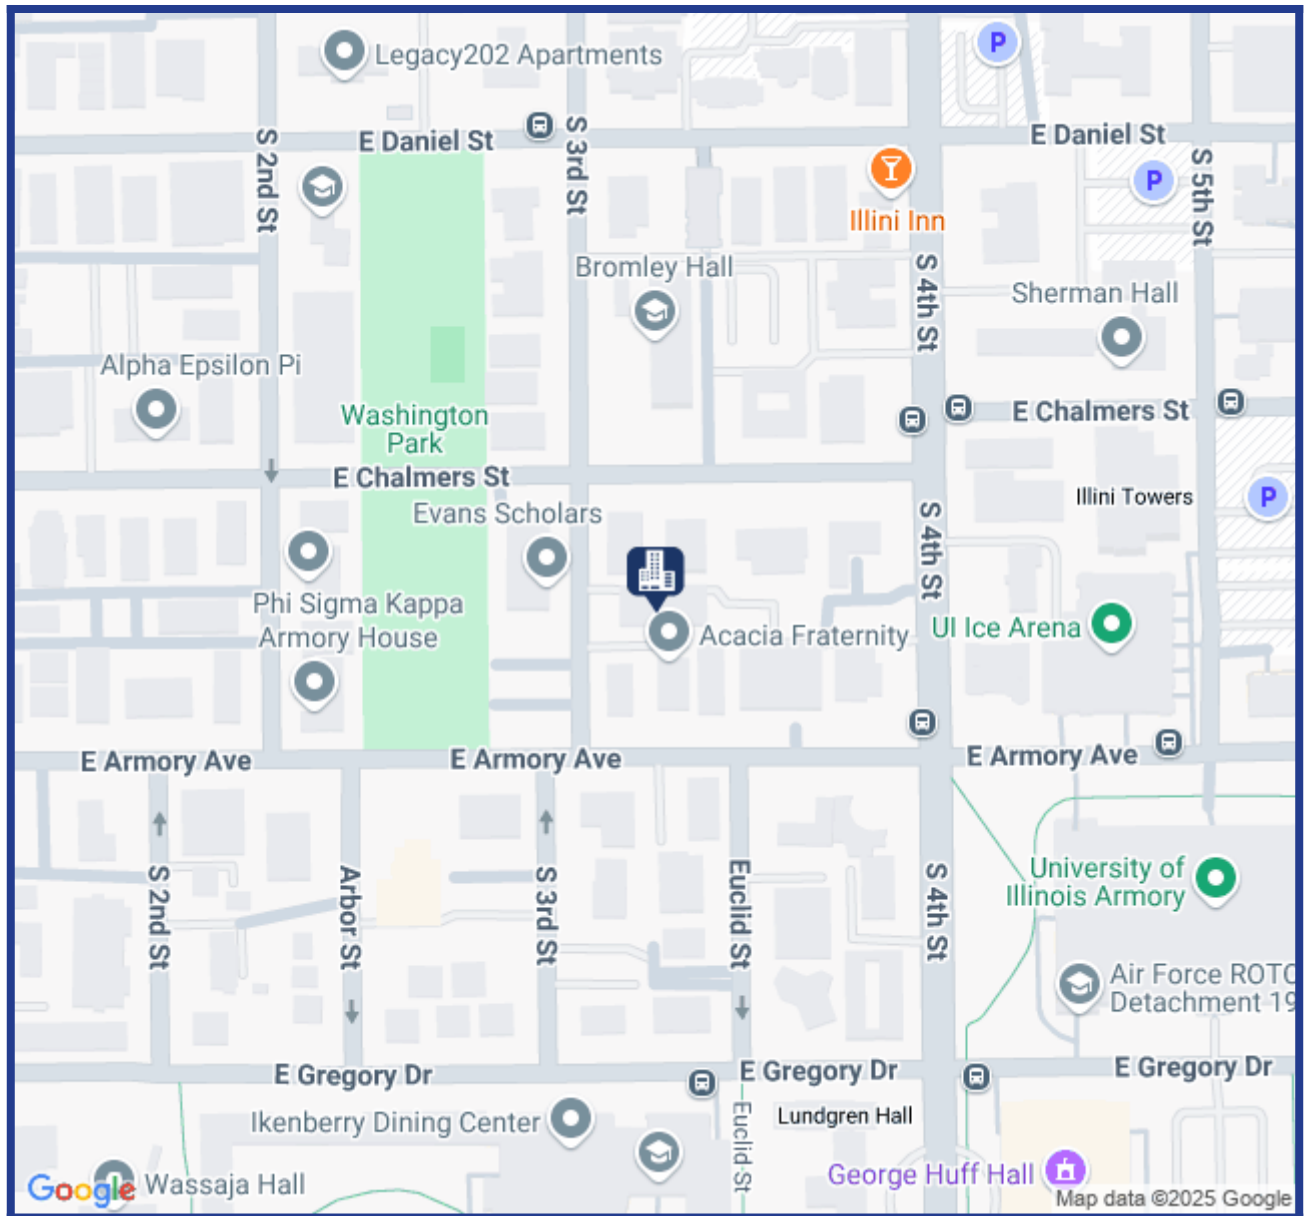 Legacy202 Apartments
P
E Daniel St
E Daniel St
S 2nd St
S 3rd St
S 5th St
P
Illini Inn
Bromley Hall
S 4th St
Sherman Hall
Alpha Epsilon Pi
Washington
Park
E Chalmers St
E Chalmers St
Evans Scholars
Illini Towers
P
S 4th St
Phi Sigma Kappa
Armory House
Acacia Fraternity
UI Ice Arena
E Armory Ave
E Armory Ave
E Armory Ave
S 2nd St
Arbor St
S 3rd St
Euclid St
S 4th St
University of
Illinois Armory
Air Force ROTC
Detachment 19
E Gregory Dr
E Gregory Dr
E Gregory Dr
Ikenberry Dining Center
Euclid St
Lundgren Hall
George Huff Hall
Google
Wassaja Hall
Map data ©2025 Google